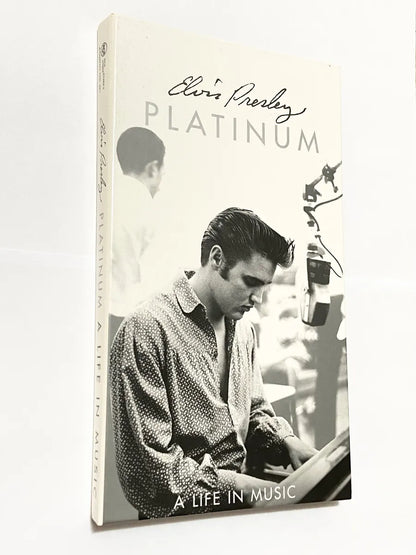 Elvis Presley
PLATINUM
A LIFE IN MUSIC
Elvis Presley PLATINUM A LIFE IN MUSIC